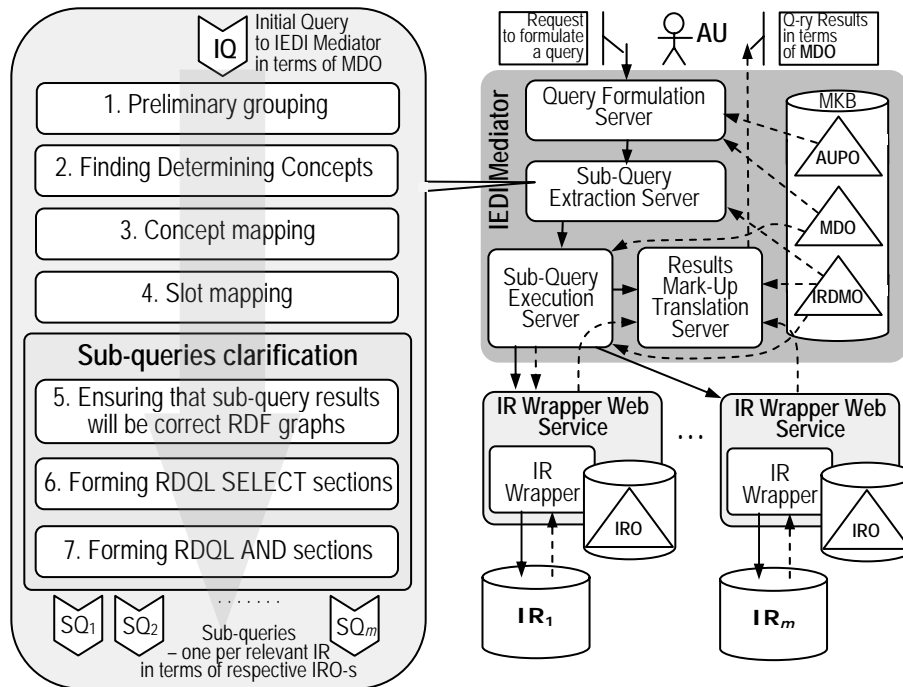 IQ
Initial Query
to IEDI Mediator
in terms of MDO
1. Preliminary grouping
2. Finding Determining Concepts
3. Concept mapping
4. Slot mapping
Sub-queries clarification
5. Ensuring that sub-query results
will be correct RDF graphs
6. Forming RDQL SELECT sections
7. Forming RDQL AND sections
SQ1
SQ2
.......
SQm
Sub-queries
– one per relevant IR
in terms of respective IRO-s
Request
to formulate
a query
AU
Q-ry Results
in terms
of MDO
IEDI Mediator
Query Formulation
Server
Sub-Query
Extraction Server
Sub-Query
Execution
Server
Results
Mark-Up
Translation
Server
MKB
AUPO
MDO
IRDMO
IR Wrapper Web
Service
IR
Wrapper
IRO
IR1
...
IR Wrapper Web
Service
IR
Wrapper
IRO
IRm